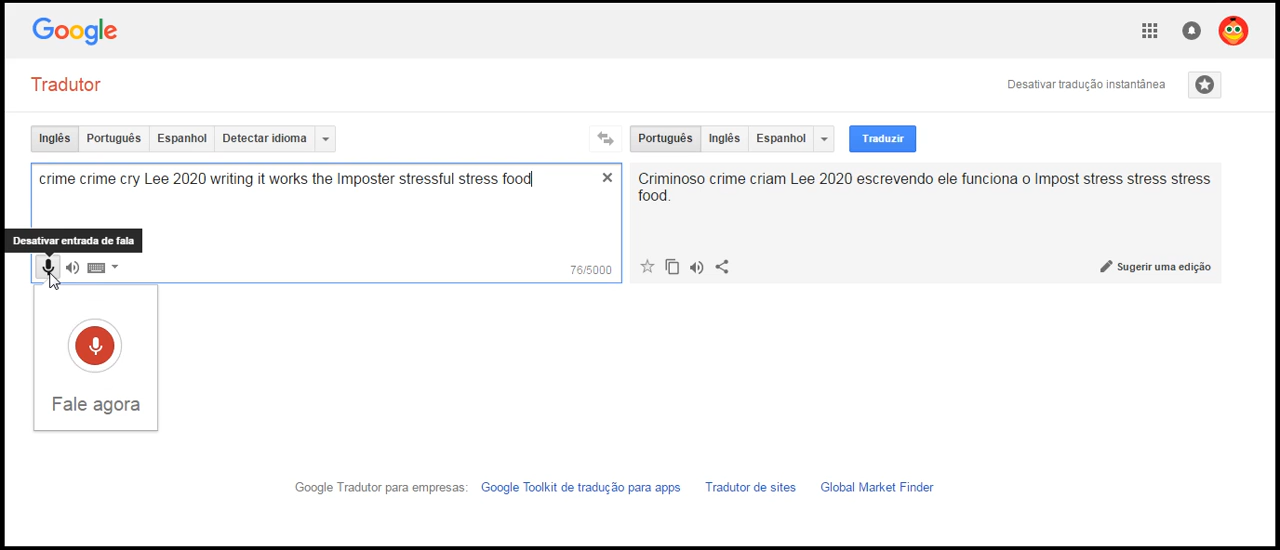 Google
Tradutor
Desativar tradução instantânea
Inglês Português Espanhol Detectar idioma
Português Inglês Espanhol
Traduzir
crime crime cry Lee 2020 writing it works the Imposter stressful stress food
Criminoso crime criam Lee 2020 escrevendo ele funciona o Impost stress stress stress
food.
Desativar entrada de fala
76/5000
Sugerir uma edição
Fale agora
Google Tradutor para empresas: Google Toolkit de tradução para apps Tradutor de sites Global Market Finder